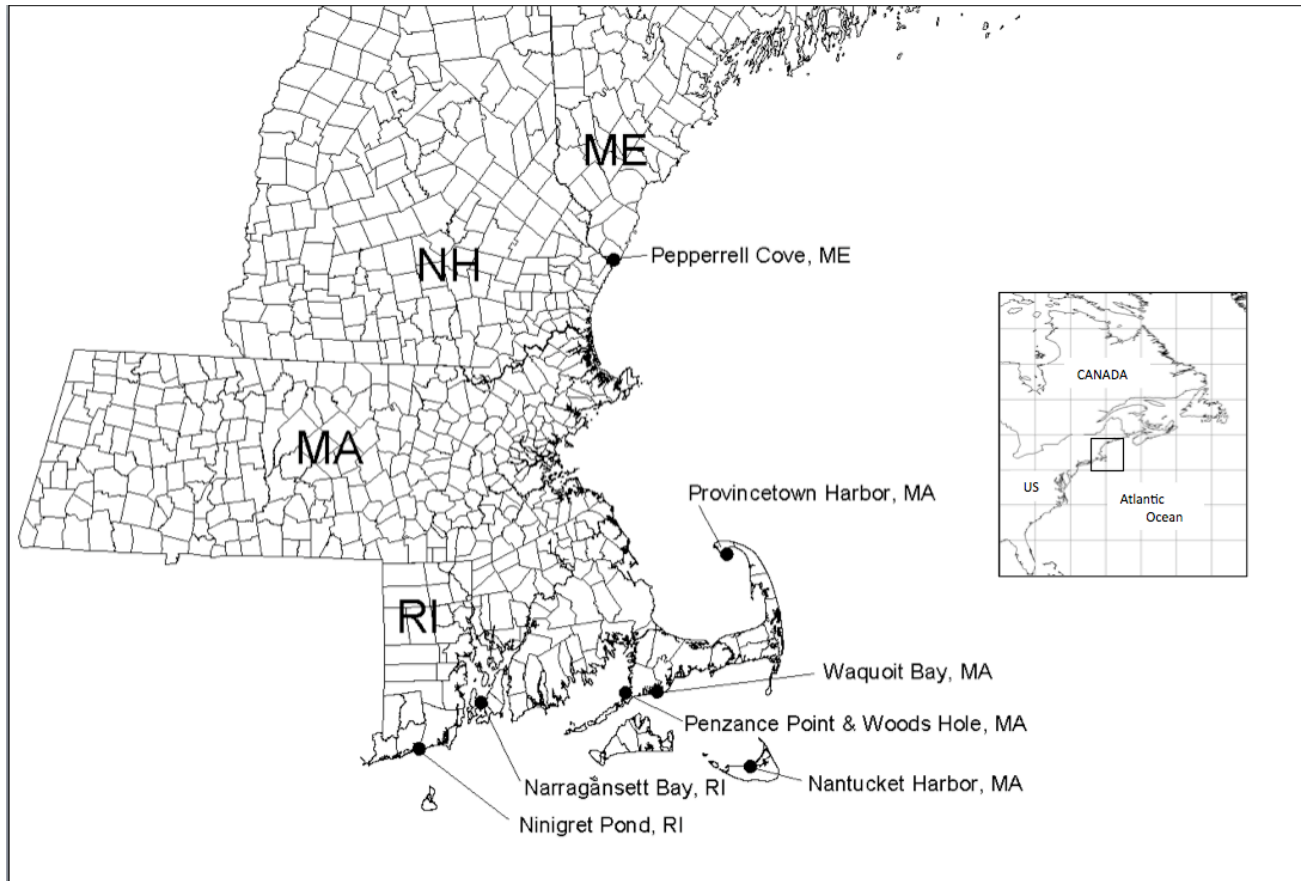 ME
NH
Pepperrell Cove, ME
CANADA
MA
Provincetown Harbor, MA
US
Atlantic
Ocean
RI
Waquoit Bay, MA
Penzance Point & Woods Hole, MA
Narragansett Bay, RI
Nantucket Harbor, MA
Ninigret Pond, RI